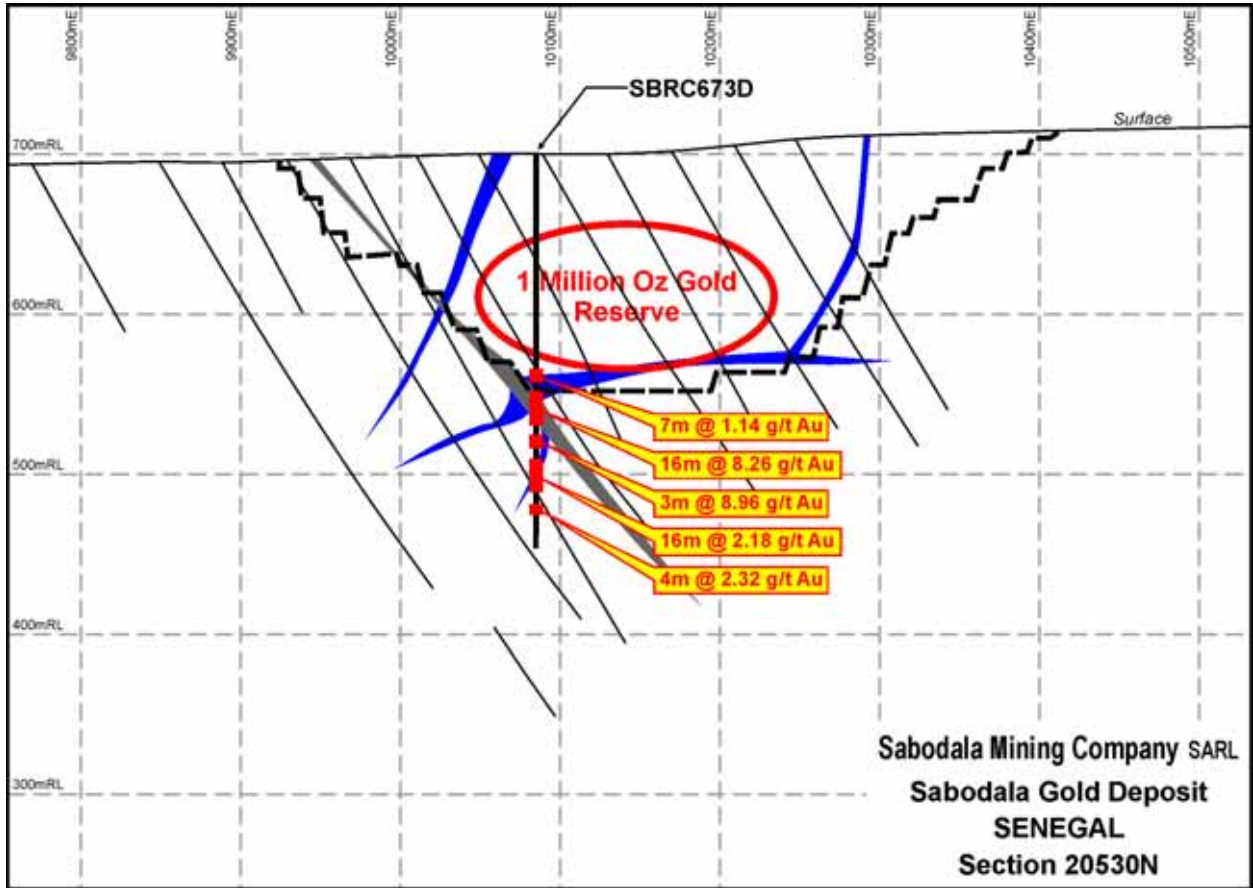 9800mE
9900mE
10000mE
10100mE
10200mE
10300mE
10400mE
10500mE
SBRC673D
Surface
700mRL
1 Million Oz Gold
Reserve
600mRL
7m @ 1.14 g/t Au
16m @ 8.26 g/t Au
500mRL
3m @ 8.96 g/t Au
16m @ 2.18 g/t Au
4m @ 2.32 g/t Au
400mRL
Sabodala Mining Company SARL
300mRL
Sabodala Gold Deposit
SENEGAL
Section 20530N